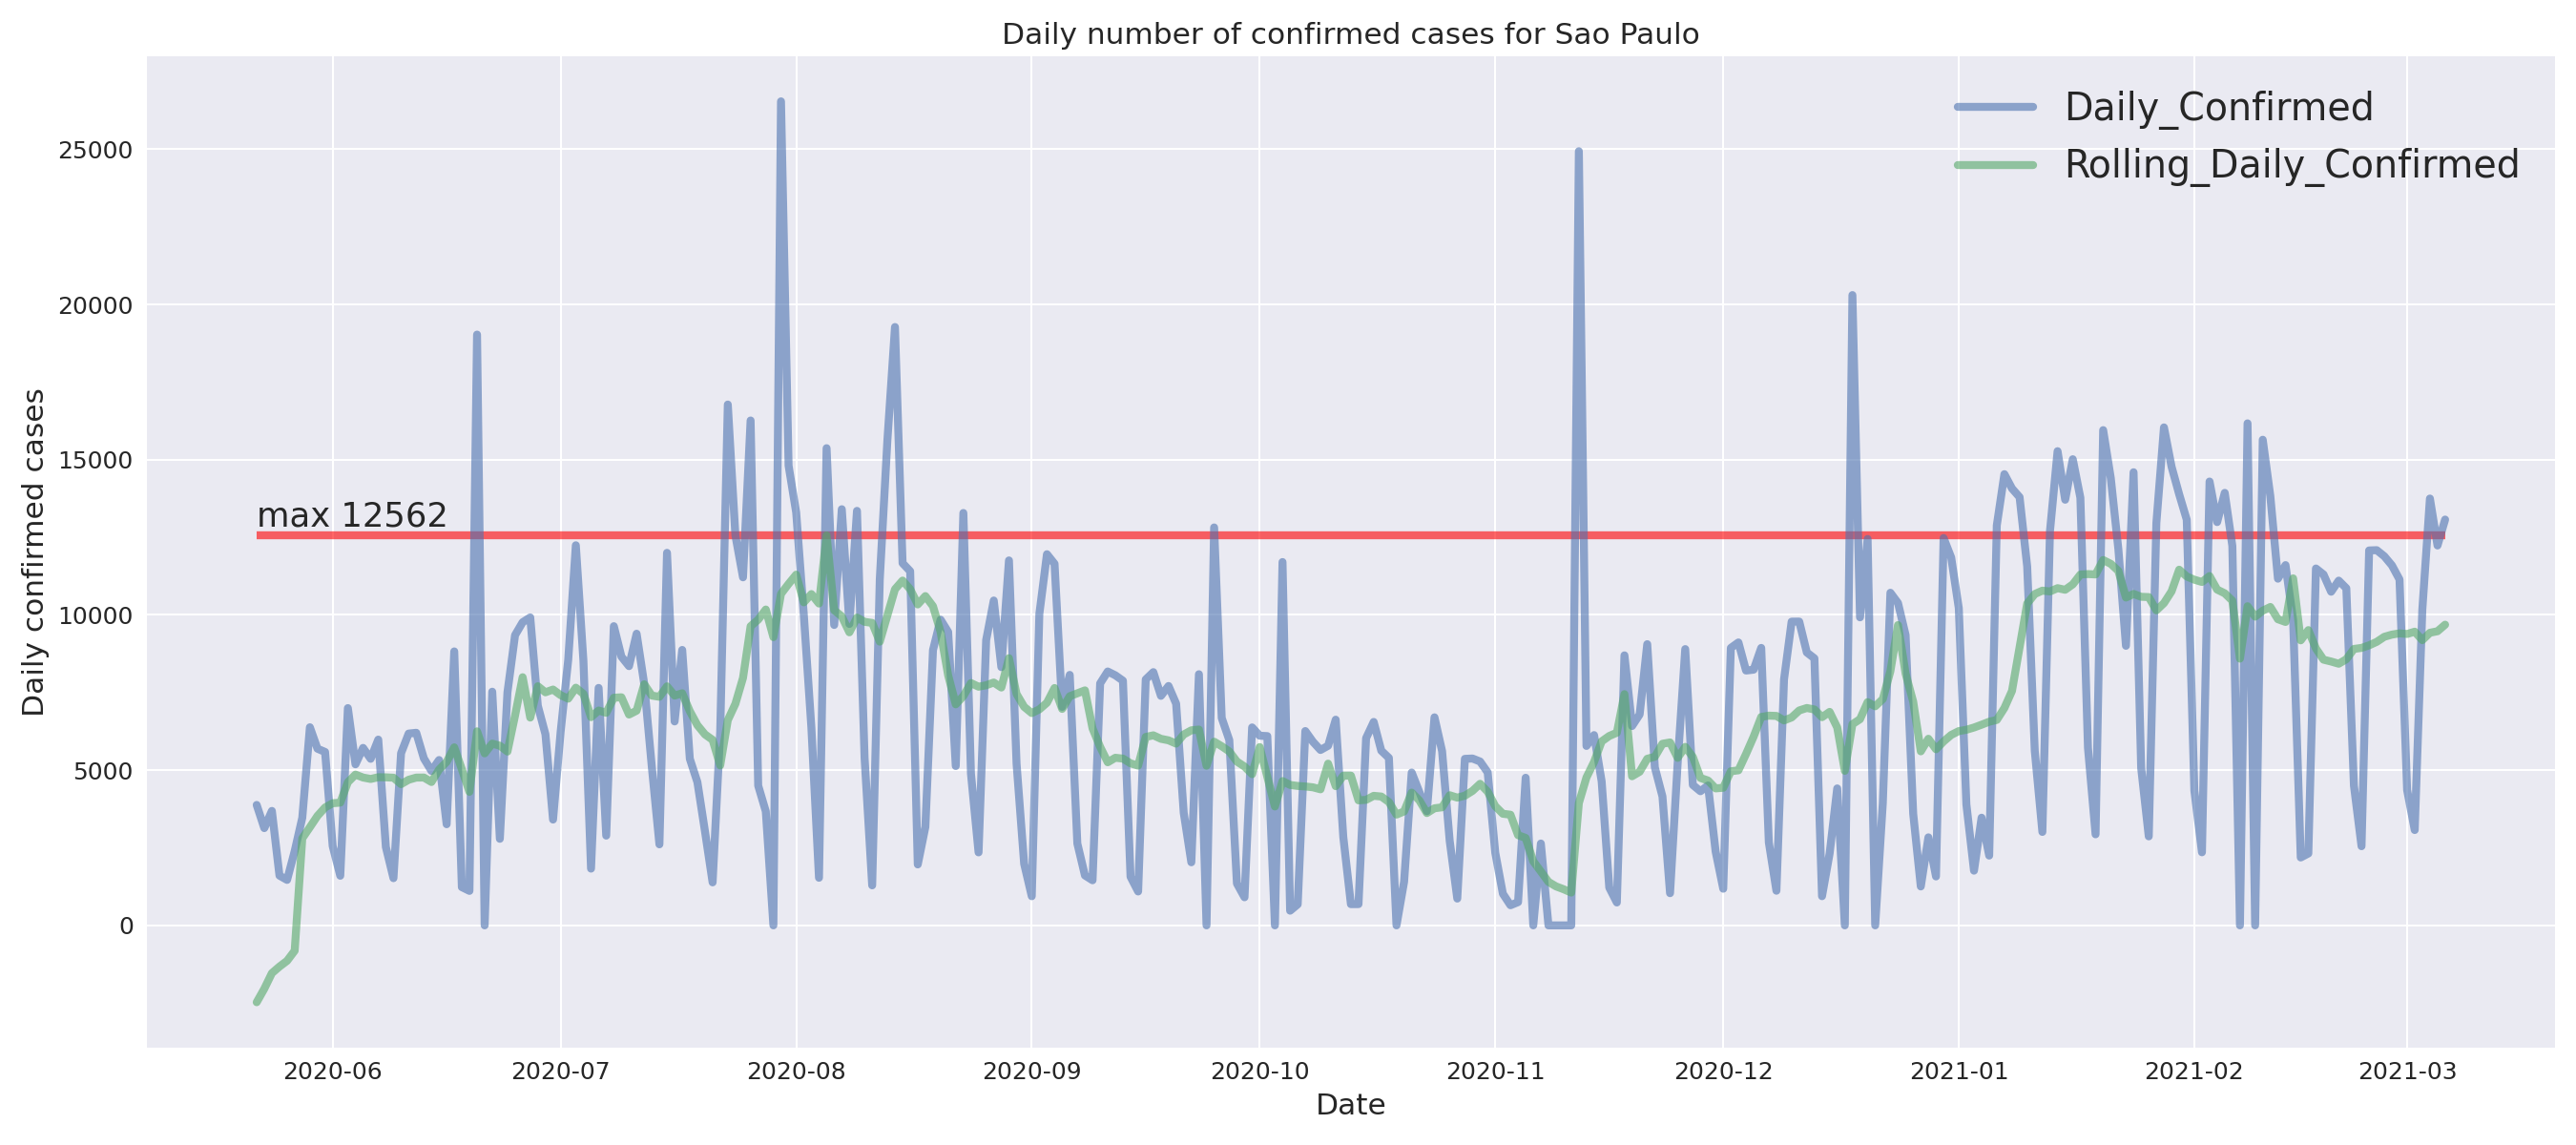 Daily number of confirmed cases for Sao Paulo
Daily_Confirmed
Rolling_Daily_Confirmed
max 12562
Daily confirmed cases
25000
20000
15000
10000
5000
0
2020-06 2020-07 2020-08 2020-09 2020-10 2020-11 2020-12 2021-01 2021-02 2021-03
Date